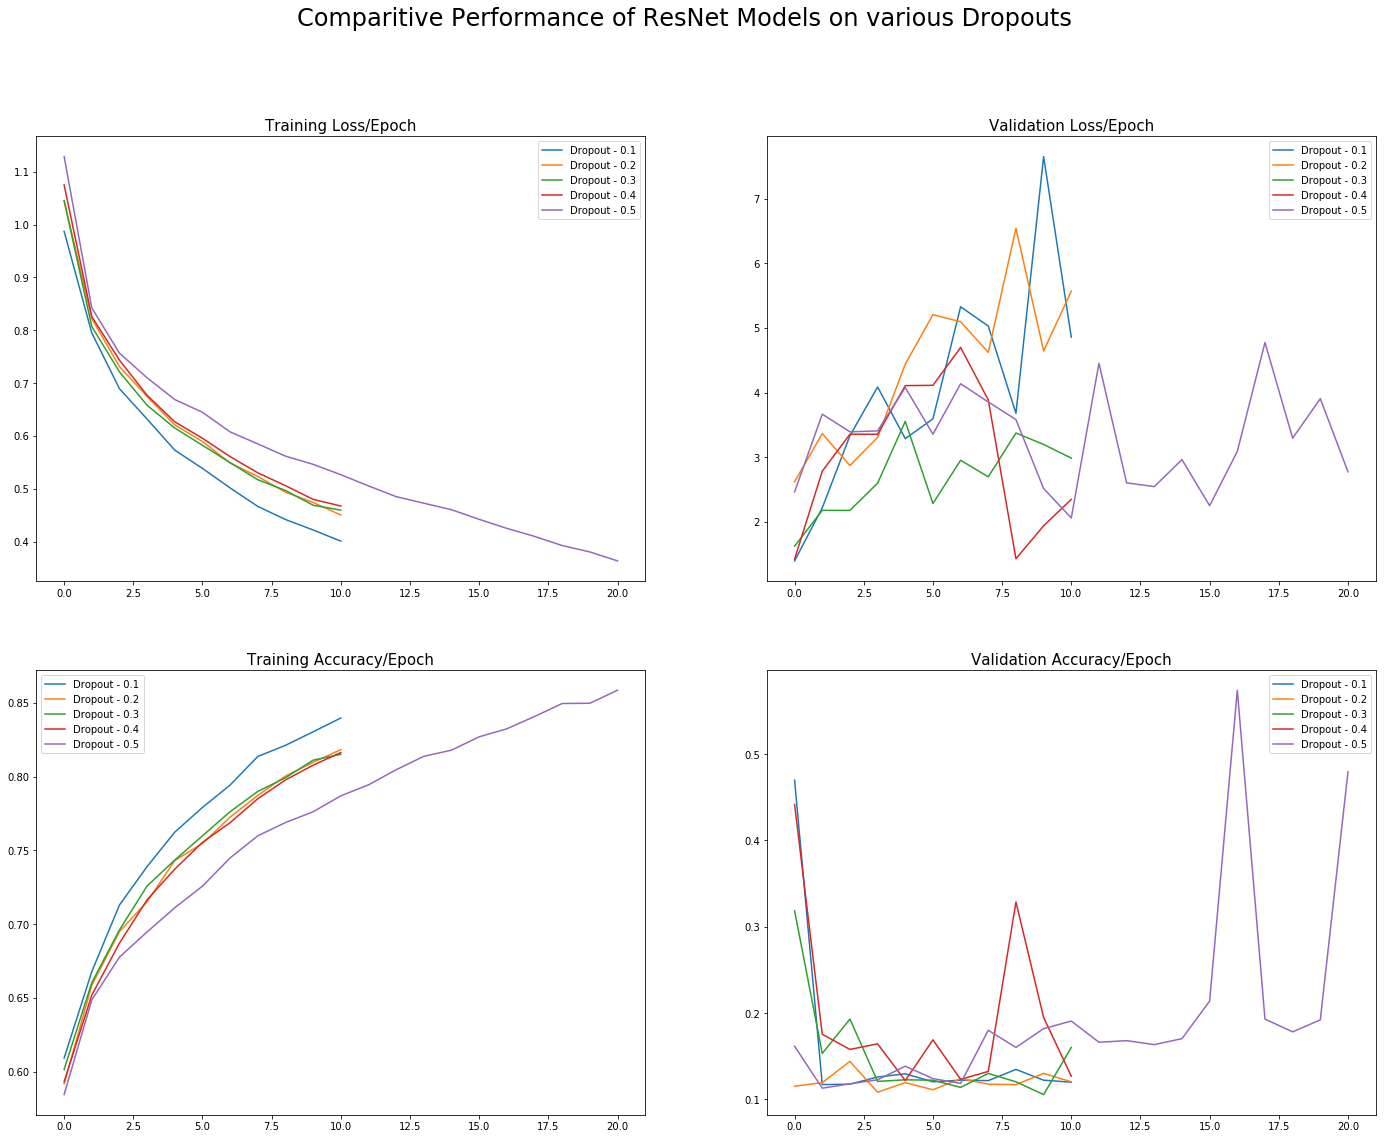 Comparitive Performance of ResNet Models on various Dropouts
Training Loss/Epoch
Dropout - 0.1
Dropout - 0.2
Dropout - 0.3
Dropout - 0.4
Dropout - 0.5
1.1
1.0
0.9
0.8
0.7
0.6
0.5
0.4
0.0 2.5 5.0 7.5 10.0 12.5 15.0 17.5 20.0
Validation Loss/Epoch
Dropout - 0.1
Dropout - 0.2
Dropout - 0.3
Dropout - 0.4
Dropout - 0.5
7
6
5
4
3
2
0.0 2.5 5.0 7.5 10.0 12.5 15.0 17.5 20.0
Training Accuracy/Epoch
Dropout - 0.1
Dropout - 0.2
Dropout - 0.3
Dropout - 0.4
Dropout - 0.5
0.85
0.80
0.75
0.70
0.65
0.60
0.0 2.5 5.0 7.5 10.0 12.5 15.0 17.5 20.0
Validation Accuracy/Epoch
Dropout - 0.1
Dropout - 0.2
Dropout - 0.3
Dropout - 0.4
Dropout - 0.5
0.5
0.4
0.3
0.2
0.1
0.0 2.5 5.0 7.5 10.0 12.5 15.0 17.5 20.0